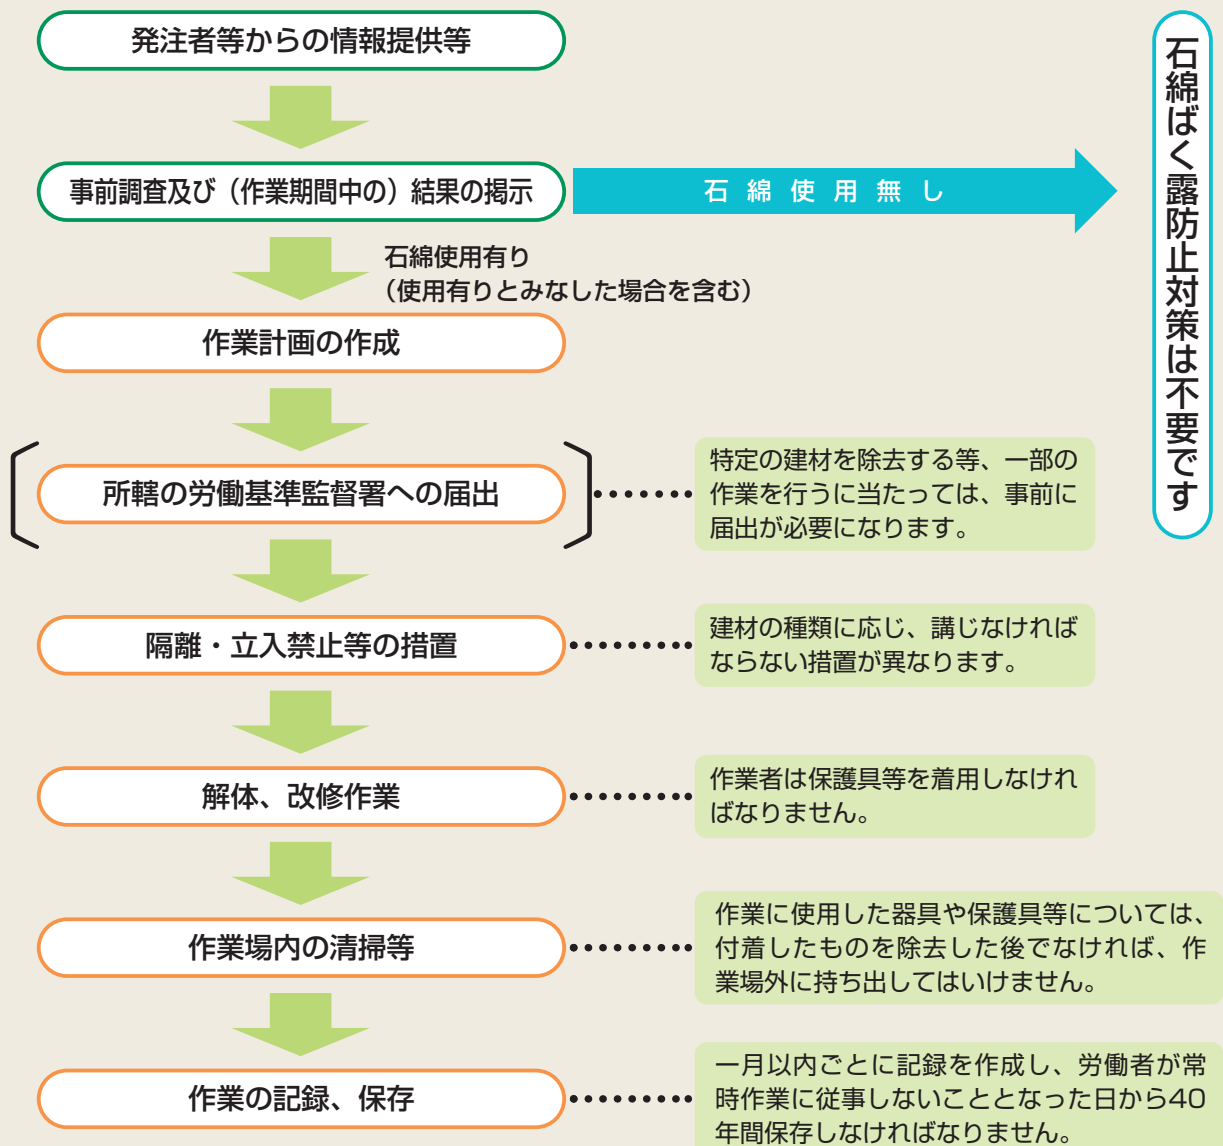 発注者等からの情報提供等
事前調査及び（作業期間中の）結果の掲示
石綿使用無し
石綿ばく露防止対策は不要です
石綿使用有り
（使用有りとみなした場合を含む）
作業計画の作成
所轄の労働基準監督署への届出
特定の建材を除去する等、一部の
作業を行うに当たっては、事前に
届出が必要になります。
隔離・立入禁止等の措置
建材の種類に応じ、講じなければ
ならない措置が異なります。
解体、改修作業
作業者は保護具等を着用しなけれ
ばなりません。
作業場内の清掃等
作業に使用した器具や保護具等については、
付着したものを除去した後でなければ、作
業場外に持ち出してはいけません。
作業の記録、保存
一月以内ごとに記録を作成し、労働者が常
時作業に従事しないこととなった日から40
年間保存しなければなりません。